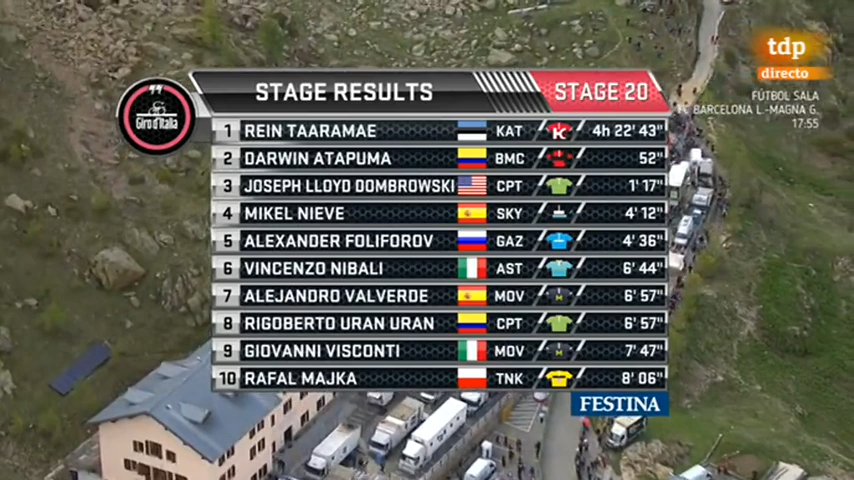 tdp
directo
FÚTBOL SALA
FC BARCELONA L.-MAGNA G.
17:55
Giro d'Italia
STAGE RESULTS STAGE 20
1 REIN TAARAMAE KAT K 4h 22' 43"
2 DARWIN ATAPUMA BMC 52"
3 JOSEPH LLOYD DOMBROWSKI CPT 1' 17"
4 MIKEL NIEVE SKY 4' 12"
5 ALEXANDER FOLIFOROV GAZ 4' 36"
6 VINCENZO NIBALI AST 6' 44"
7 ALEJANDRO VALVERDE MOV M 6' 57"
8 RIGOBERTO URAN URAN CPT 6' 57"
9 GIOVANNI VISCONTI MOV M 7' 47"
10 RAFAL MAJKA TNK 8' 06"
FESTINA